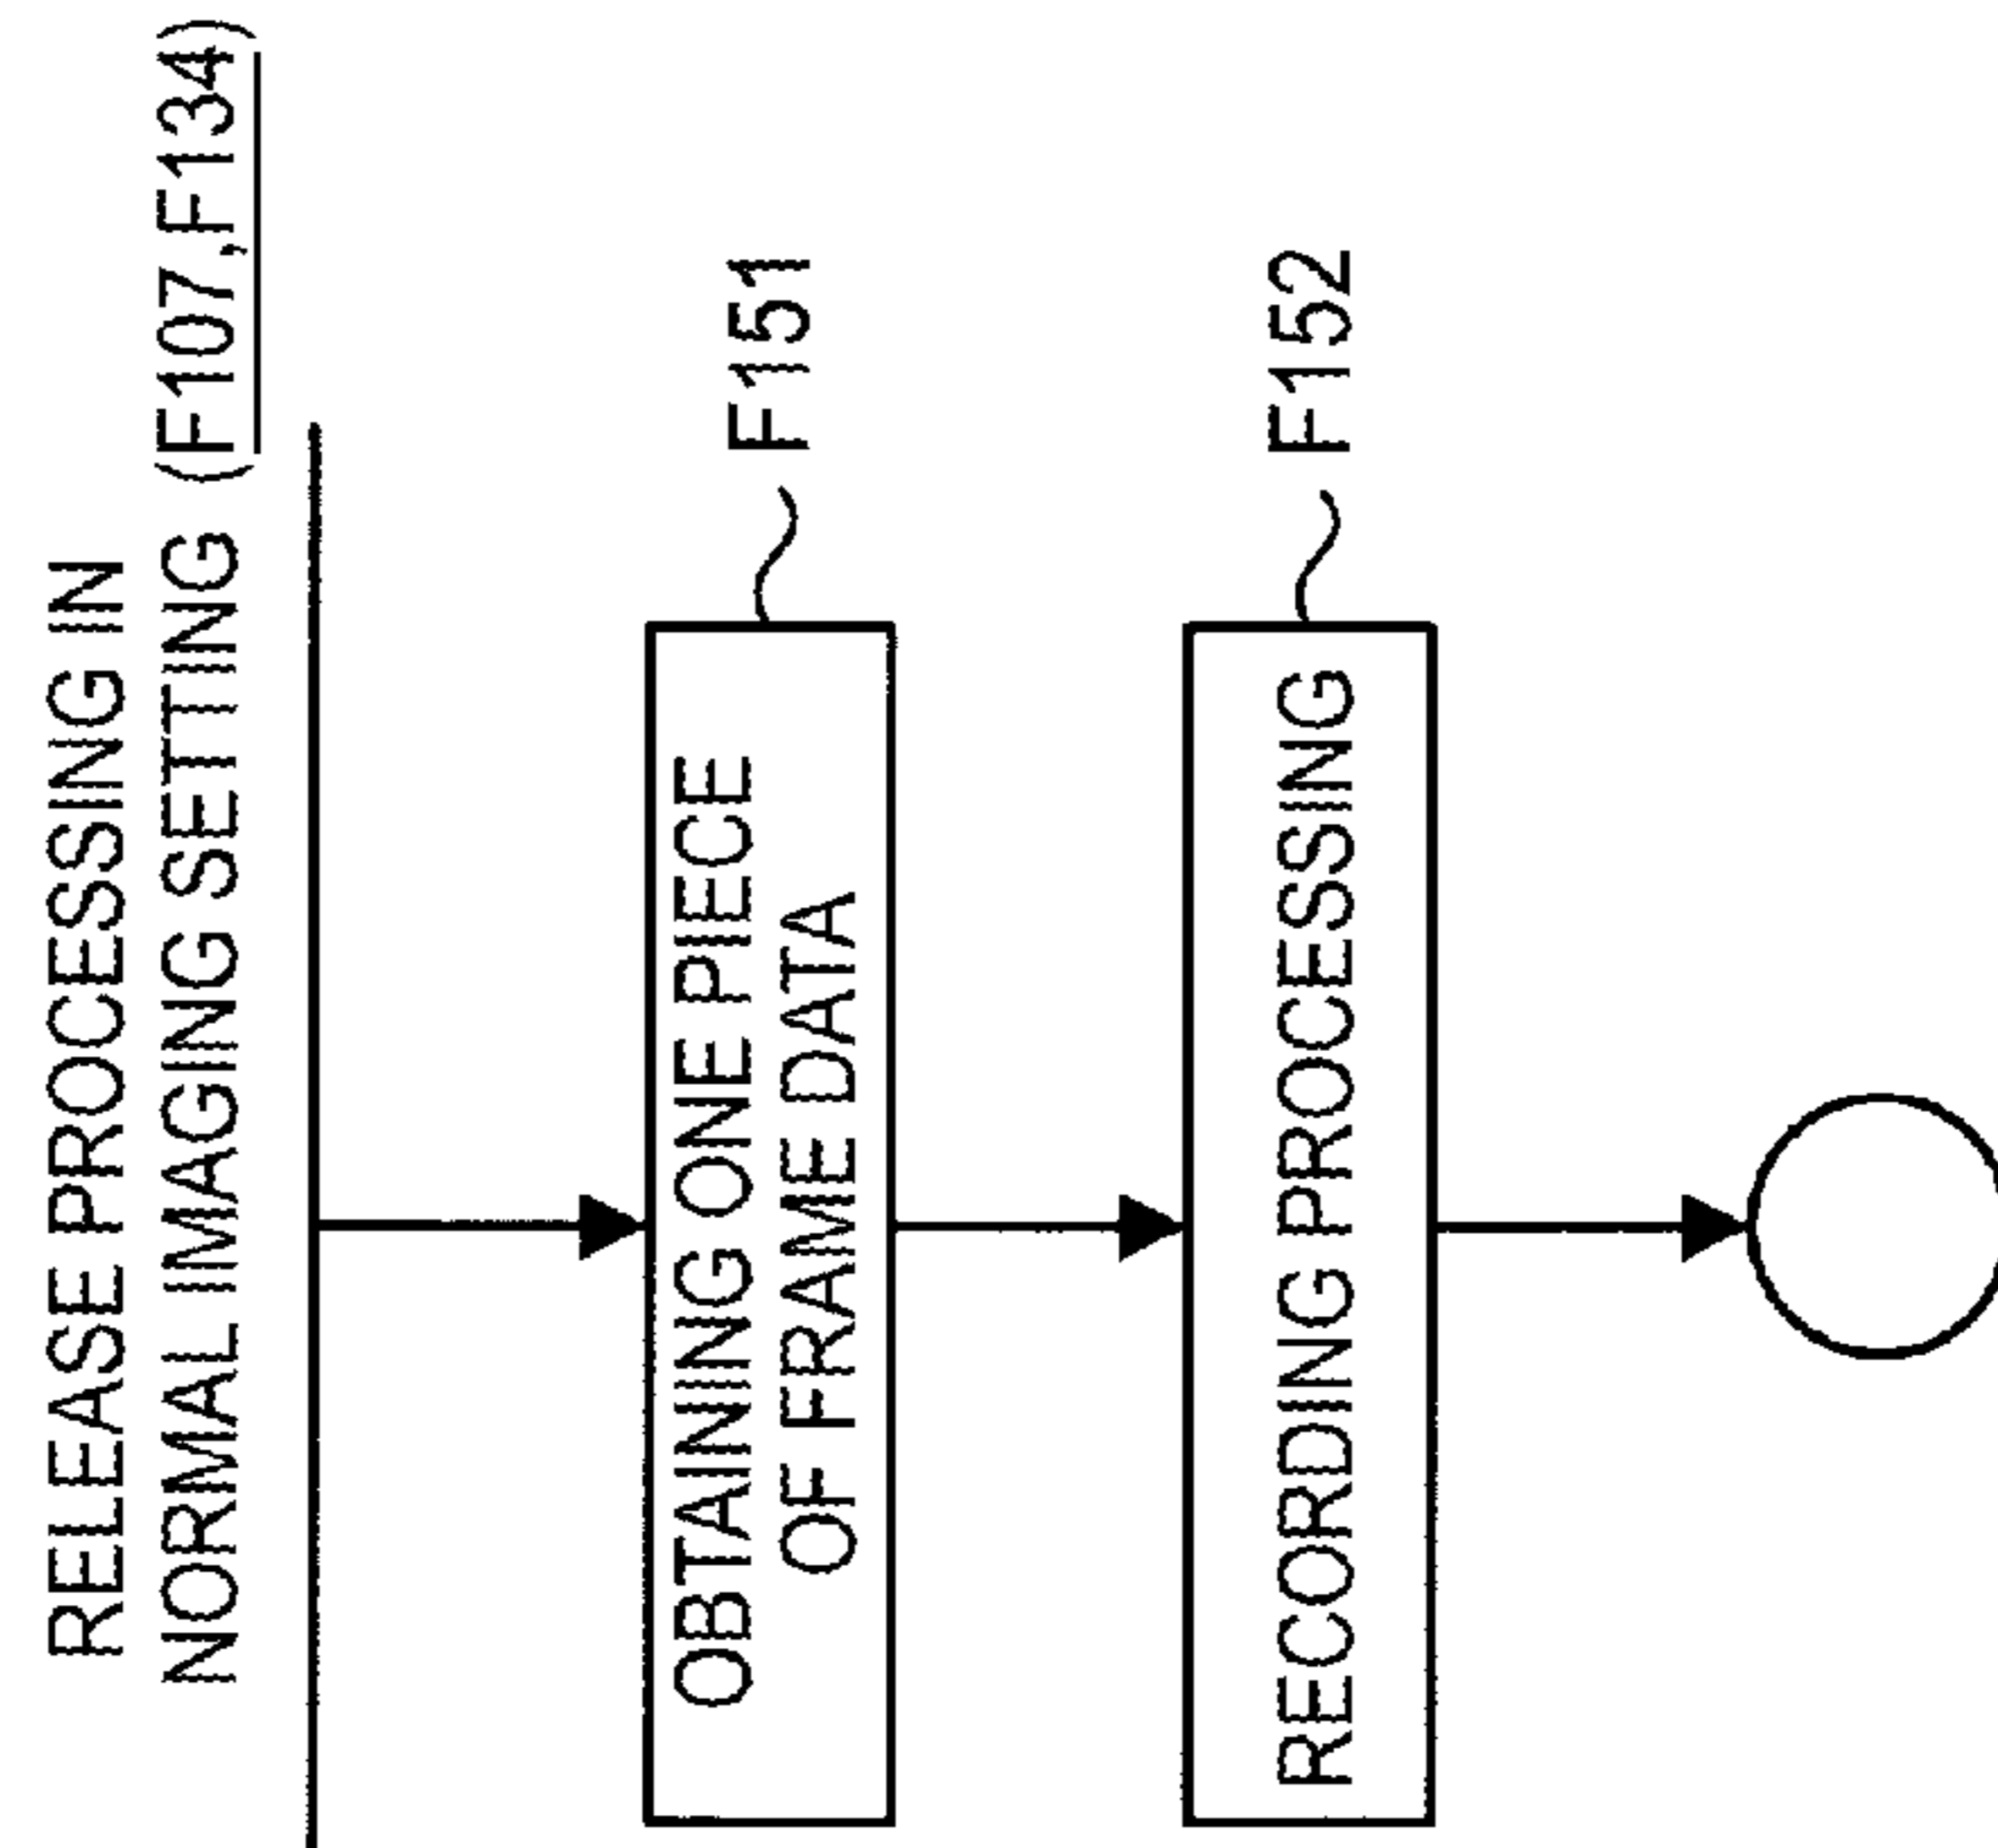 RELEASE PROCESSING IN
NORMAL IMAGING SETTING (F107,F134)
OBTAINING ONE PIECE
OF FRAME DATA
F151
RECORDING PROCESSING
F152